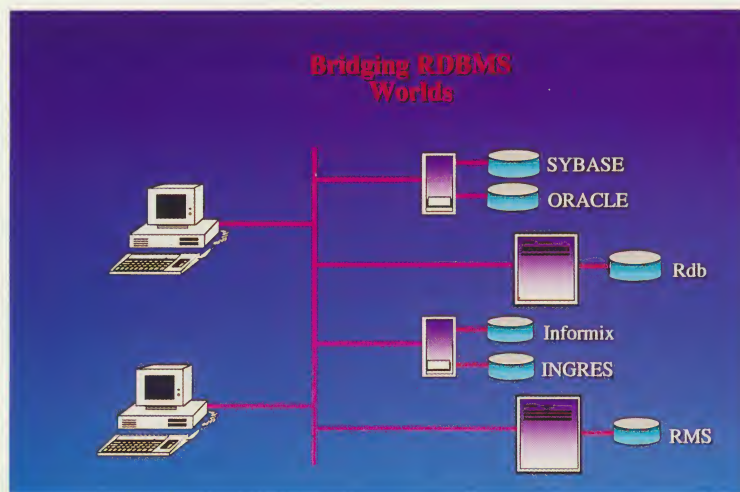 Bridging RDBMS
Worlds
SYBASE
ORACLE
Rdb
Informix
INGRES
RMS